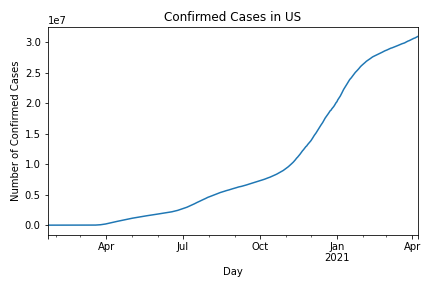 Confirmed Cases in US
1e7
3.0
2.5
2.0
1.5
1.0
0.5
0.0
Number of Confirmed Cases
Apr
Jul
Oct
Jan
2021
Apr
Day